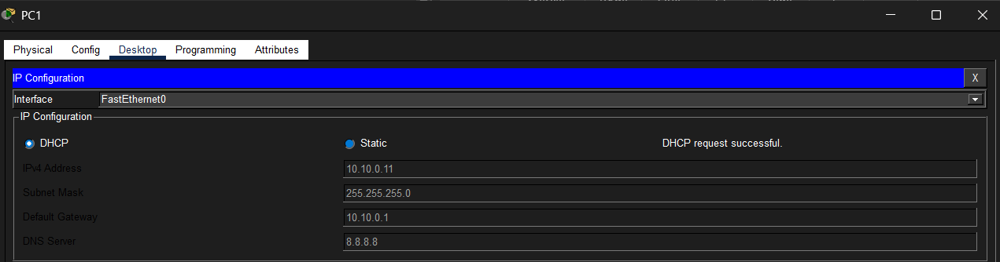 PC1
Physical Config Desktop Programming Attributes
IP Configuration X
Interface FastEthernet0
IP Configuration
DHCP Static DHCP request successful.
IPv4 Address 10.10.0.11
Subnet Mask 255.255.255.0
Default Gateway 10.10.0.1
DNS Server 8.8.8.8